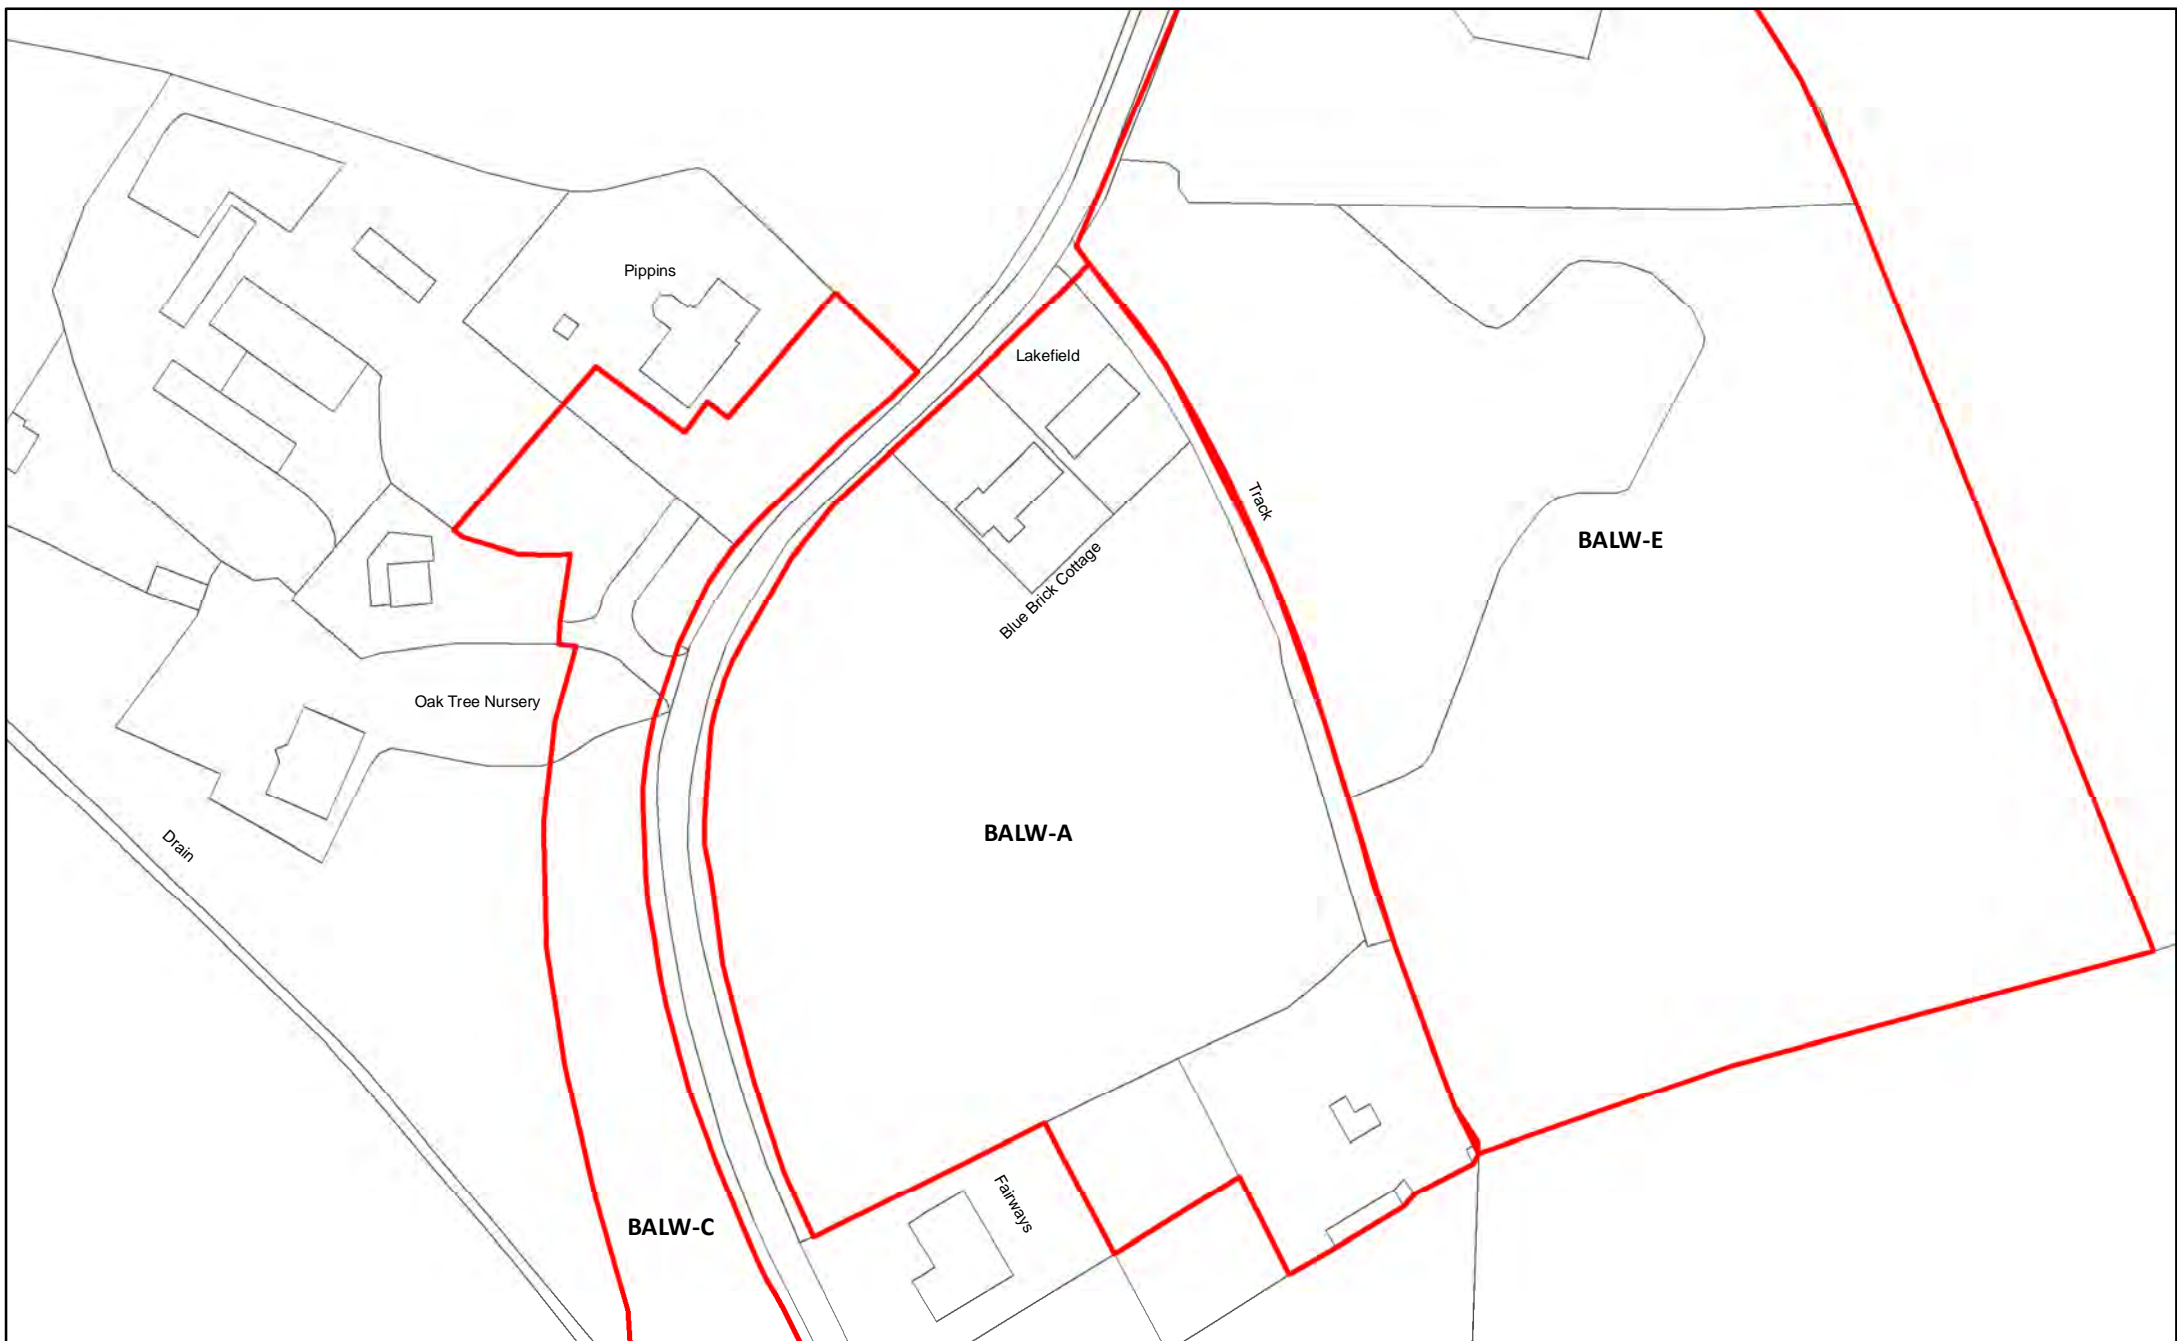 Pippins
Lakefield
Track
BALW-E
Blue Brick Cottage
Oak Tree Nursery
BALW-A
Drain
Fairways
BALW-C